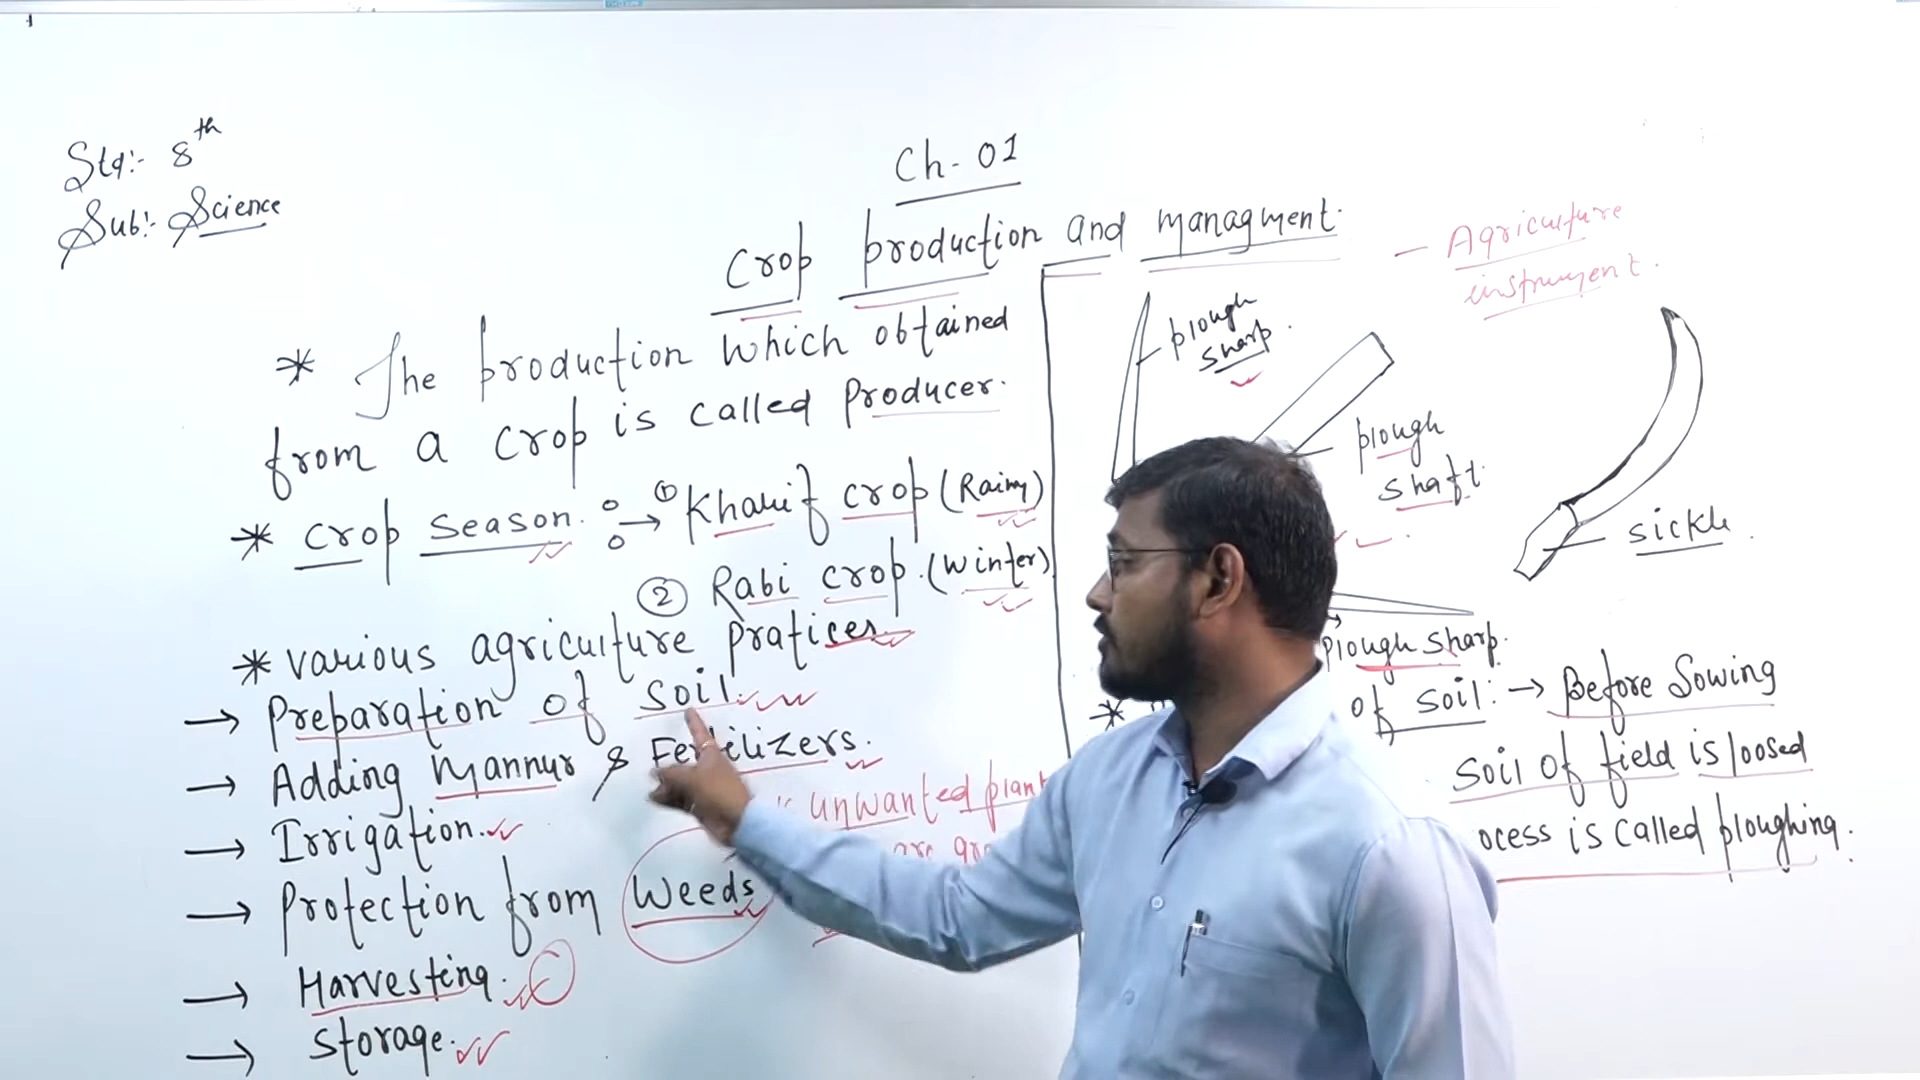 Std:- 8th
Sub:- Science
Ch-01
Crop production and managment.
* The production which obtained
from a crop is called producer.
* crop season: → ① Kharif crop (Rainy)
② Rabi crop. (Winter)
* various agriculture pratices
→ Preparation of soil.
→ Adding Mannur & Fertilizers.
unwanted plant
are
→ Irrigation.
→ protection from Weeds
→ Harvesting.
→ storage.
– Agriculture
instrument.
plough
sharp.
plough
shaft.
sickle.
plough sharp.
of soil: → Before Sowing
Soil of field is loosed
ocess is called ploughing.